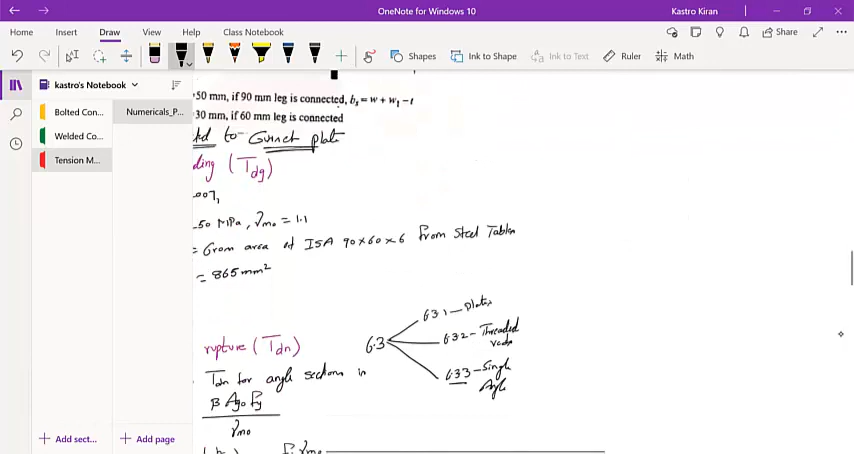 OneNote for Windows 10
Kastro Kiran
Home Insert Draw View Help Class Notebook
Share
Shapes Ink to Shape Ink to Text Ruler Math
kastro's Notebook
Bolted Con...
Welded Co...
Tension M...
Numericals_P...
50 mm, if 90 mm leg is connected, bs = w + w1 − t
30 mm, if 60 mm leg is connected
to Gusset plate
ding (Tdg)
007,
50 MPa, γmo = 1.1
= Gross area of ISA 90×60×6 from Steel Tables
= 865 mm²
rupture (Tdn)
6.3
6.3.1 — Plates
6.3.2 — Threaded rods
6.3.3 — Single Angle
Tdn for angle sections in
β Ago fy
γmo
fy γmo
Add sect...
Add page